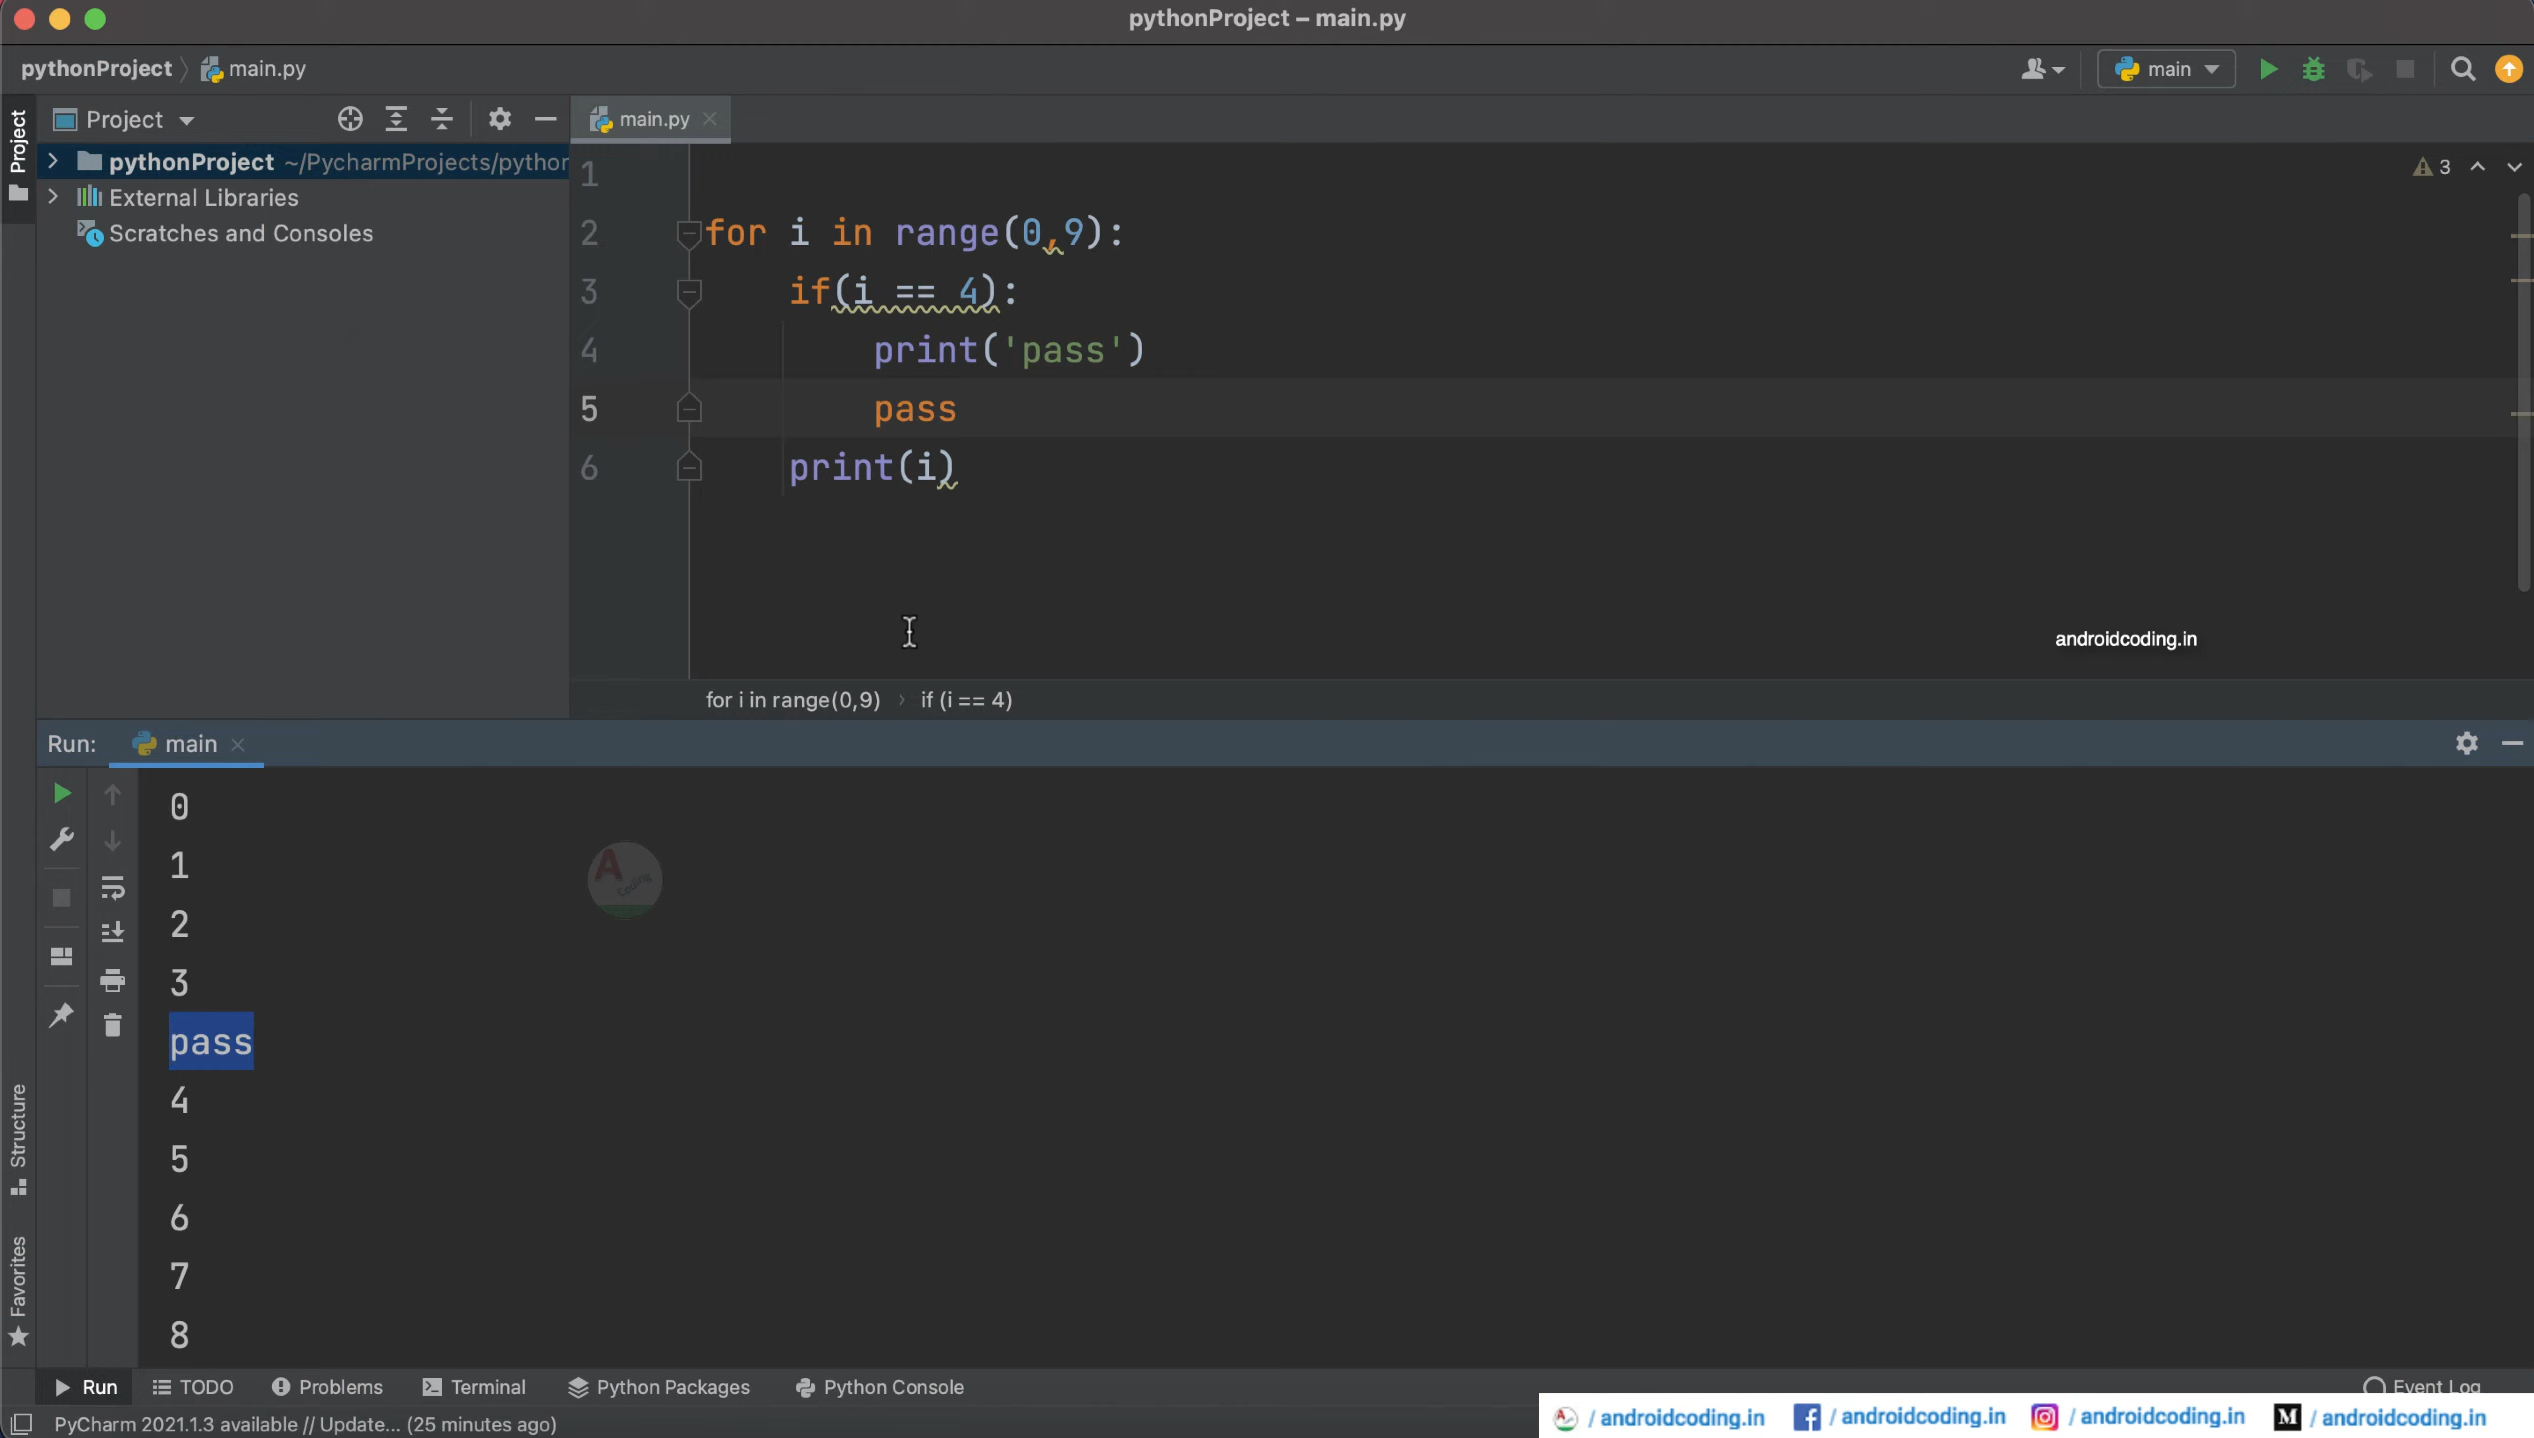 pythonProject – main.py
pythonProject
main.py
main
Project
Project
main.py
pythonProject ~/PycharmProjects/python
External Libraries
Scratches and Consoles
3
1
2 for i in range(0,9):
3 if(i == 4):
4 print('pass')
5 pass
6 print(i)
androidcoding.in
for i in range(0,9) › if (i == 4)
Run: main
0
1
2
3
pass
4
5
6
7
8
A
Coding
Structure
Favorites
Run
TODO
Problems
Terminal
Python Packages
Python Console
Event Log
PyCharm 2021.1.3 available // Update... (25 minutes ago)
/ androidcoding.in
/ androidcoding.in
/ androidcoding.in
M / androidcoding.in